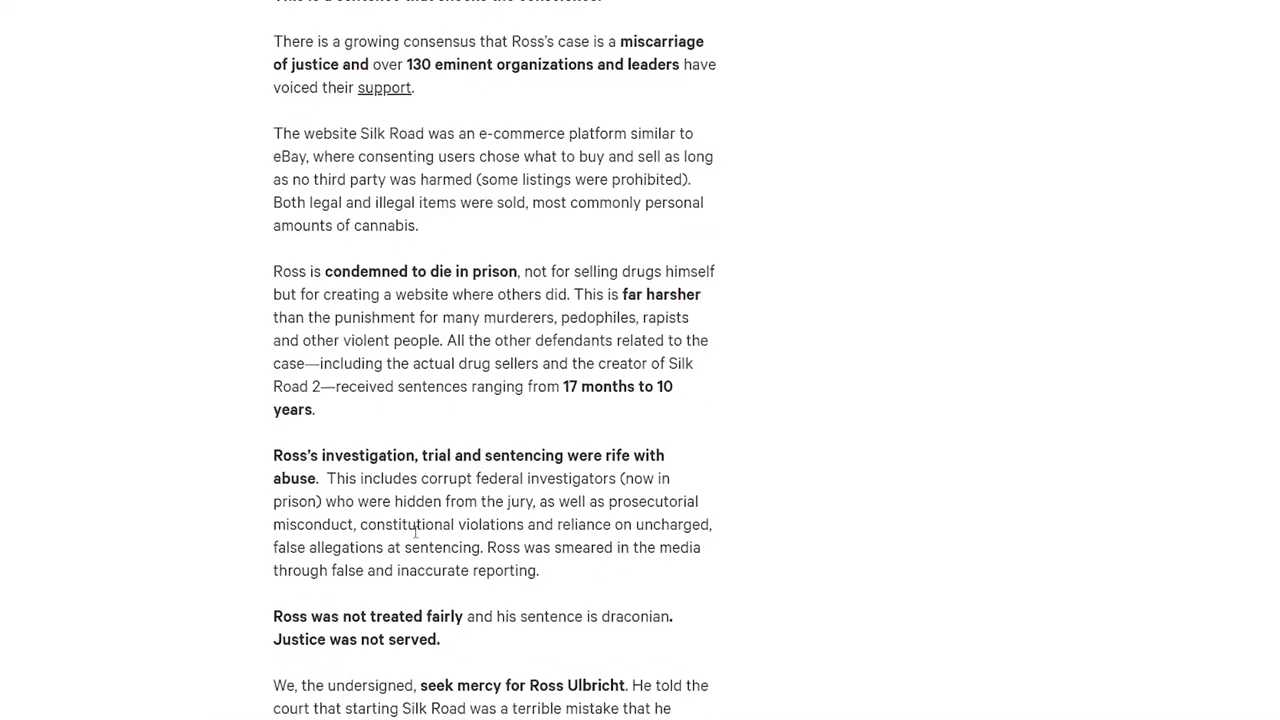 There is a growing consensus that Ross's case is a miscarriage
of justice and over 130 eminent organizations and leaders have
voiced their support.
The website Silk Road was an e-commerce platform similar to
eBay, where consenting users chose what to buy and sell as long
as no third party was harmed (some listings were prohibited).
Both legal and illegal items were sold, most commonly personal
amounts of cannabis.
Ross is condemned to die in prison, not for selling drugs himself
but for creating a website where others did. This is far harsher
than the punishment for many murderers, pedophiles, rapists
and other violent people. All the other defendants related to the
case—including the actual drug sellers and the creator of Silk
Road 2—received sentences ranging from 17 months to 10
years.
Ross's investigation, trial and sentencing were rife with
abuse.  This includes corrupt federal investigators (now in
prison) who were hidden from the jury, as well as prosecutorial
misconduct, constitutional violations and reliance on uncharged,
false allegations at sentencing. Ross was smeared in the media
through false and inaccurate reporting.
Ross was not treated fairly and his sentence is draconian.
Justice was not served.
We, the undersigned, seek mercy for Ross Ulbricht. He told the
court that starting Silk Road was a terrible mistake that he